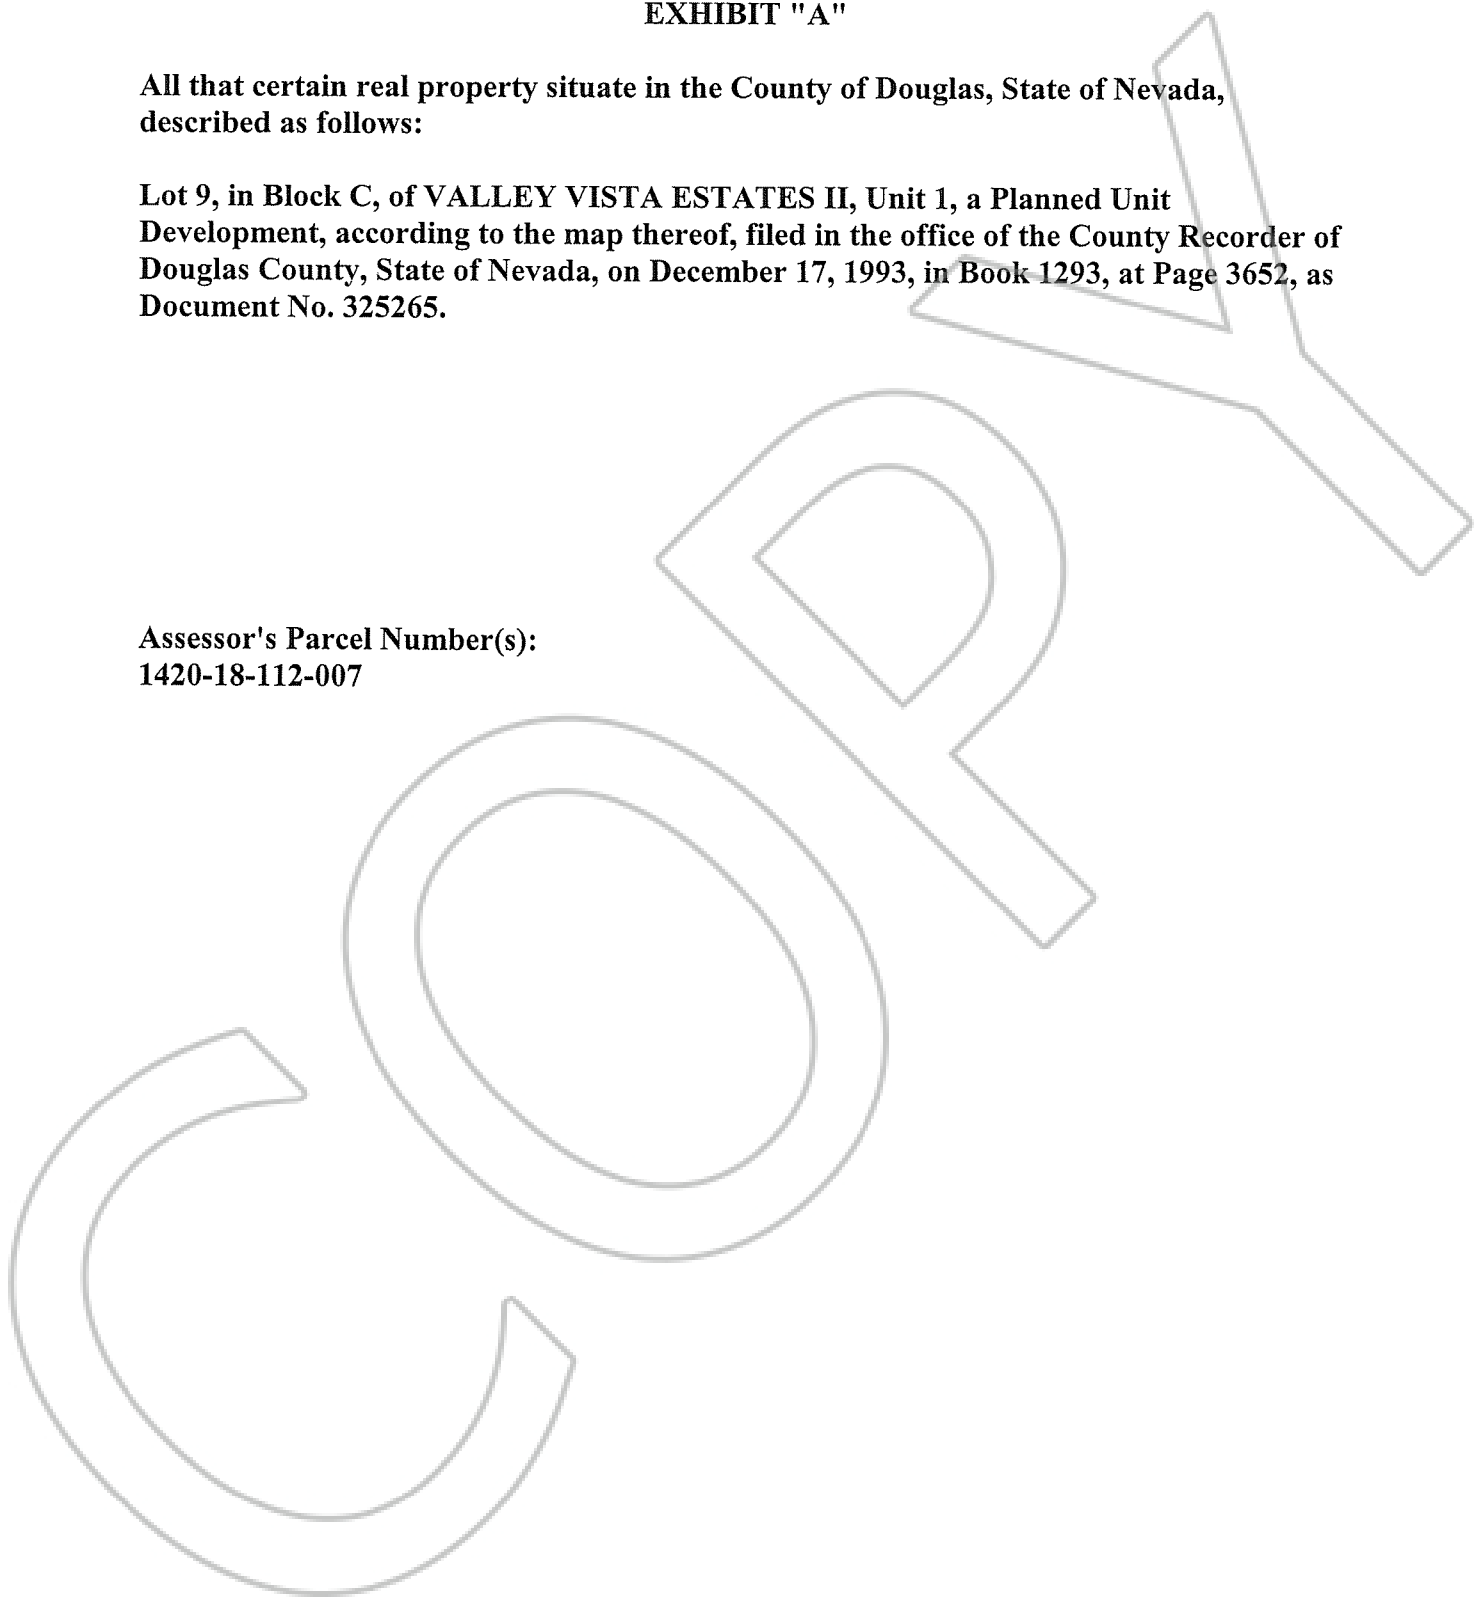 EXHIBIT "A"
All that certain real property situate in the County of Douglas, State of Nevada,
described as follows:
Lot 9, in Block C, of VALLEY VISTA ESTATES II, Unit 1, a Planned Unit
Development, according to the map thereof, filed in the office of the County Recorder of
Douglas County, State of Nevada, on December 17, 1993, in Book 1293, at Page 3652, as
Document No. 325265.
Assessor's Parcel Number(s):
1420-18-112-007
COPY